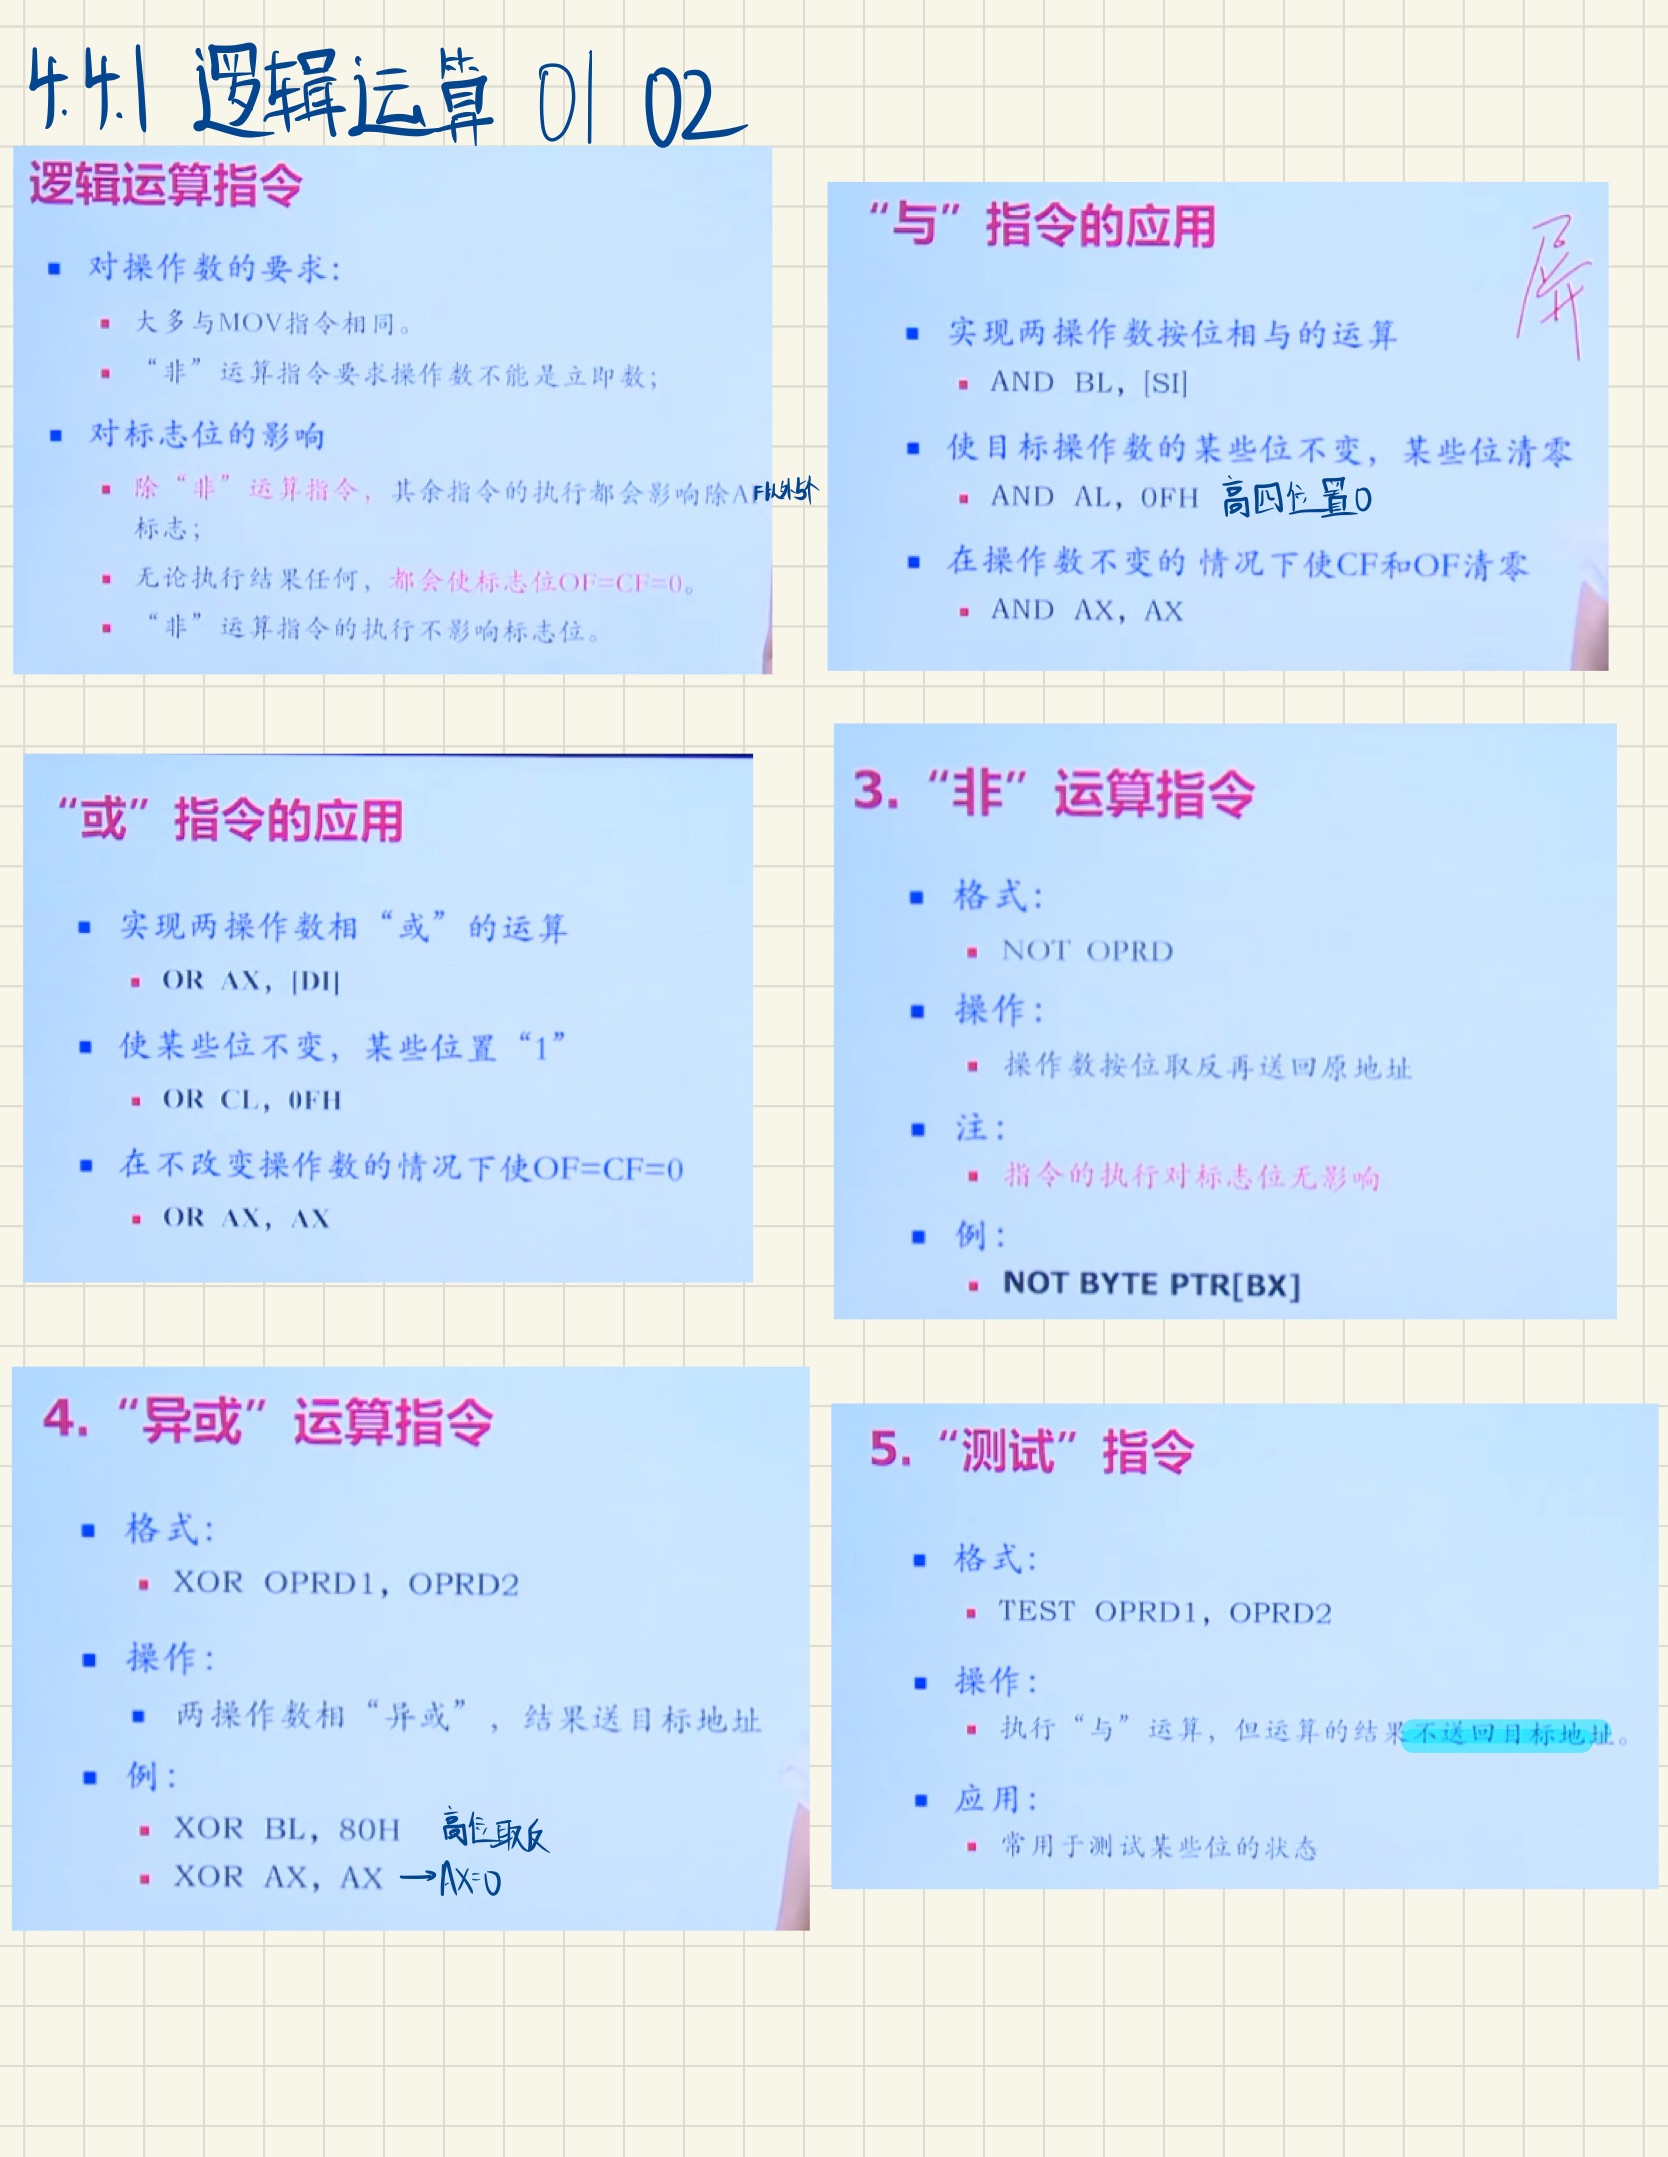 4.4.1 逻辑运算 01 02
逻辑运算指令
对操作数的要求：
大多与MOV指令相同。
“非”运算指令要求操作数不能是立即数；
对标志位的影响
除“非”运算指令，其余指令的执行都会影响除AF以外的
标志；
无论执行结果任何，都会使标志位OF=CF=0。
“非”运算指令的执行不影响标志位。
“与”指令的应用
屏
实现两操作数按位相与的运算
AND BL, [SI]
使目标操作数的某些位不变，某些位清零
AND AL, 0FH 高四位置0
在操作数不变的情况下使CF和OF清零
AND AX, AX
“或”指令的应用
实现两操作数相“或”的运算
OR AX, [DI]
使某些位不变，某些位置“1”
OR CL, 0FH
在不改变操作数的情况下使OF=CF=0
OR AX, AX
3. “非”运算指令
格式：
NOT OPRD
操作：
操作数按位取反再送回原地址
注：
指令的执行对标志位无影响
例：
NOT BYTE PTR[BX]
4. “异或”运算指令
格式：
XOR OPRD1, OPRD2
操作：
两操作数相“异或”，结果送目标地址
例：
XOR BL, 80H 高位取反
XOR AX, AX →AX=0
5. “测试”指令
格式：
TEST OPRD1, OPRD2
操作：
执行“与”运算，但运算的结果不送回目标地址。
应用：
常用于测试某些位的状态